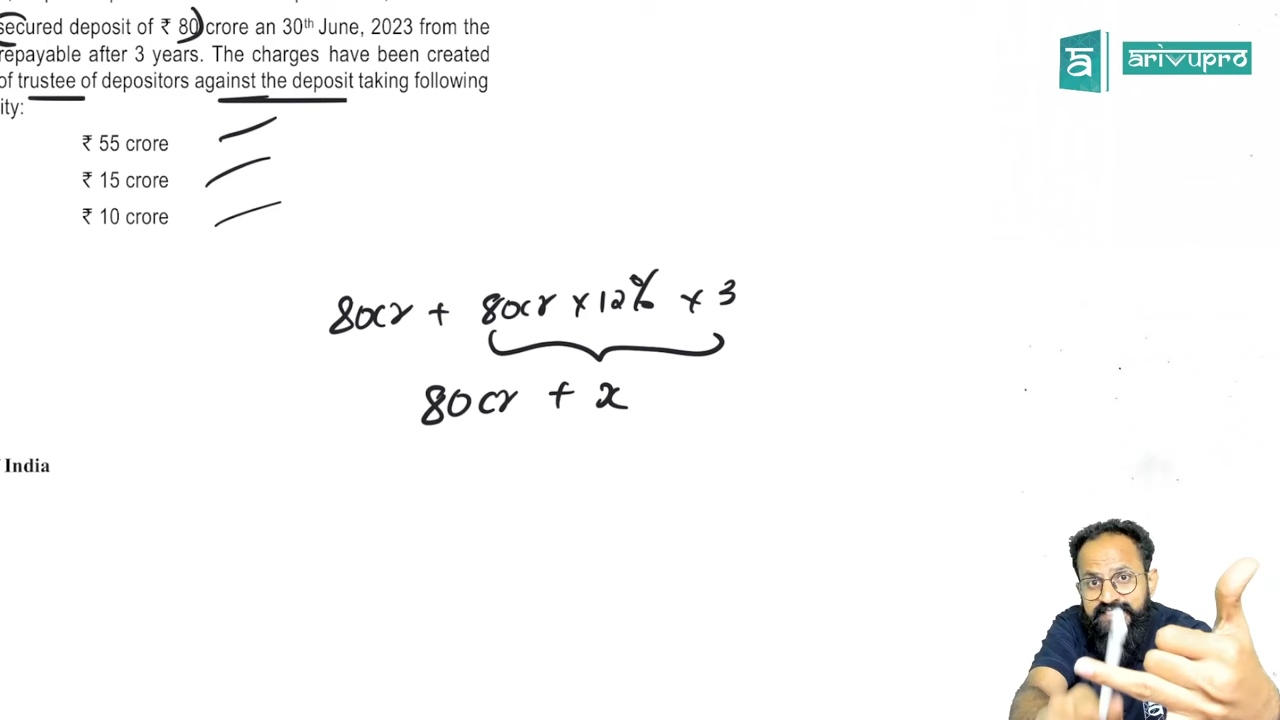 secured deposit of ₹ 80 crore an 30th June, 2023 from the
repayable after 3 years. The charges have been created
of trustee of depositors against the deposit taking following
ity:
₹ 55 crore
₹ 15 crore
₹ 10 crore
80cr + 80cr × 12% × 3
80cr + x
India
a arivupro